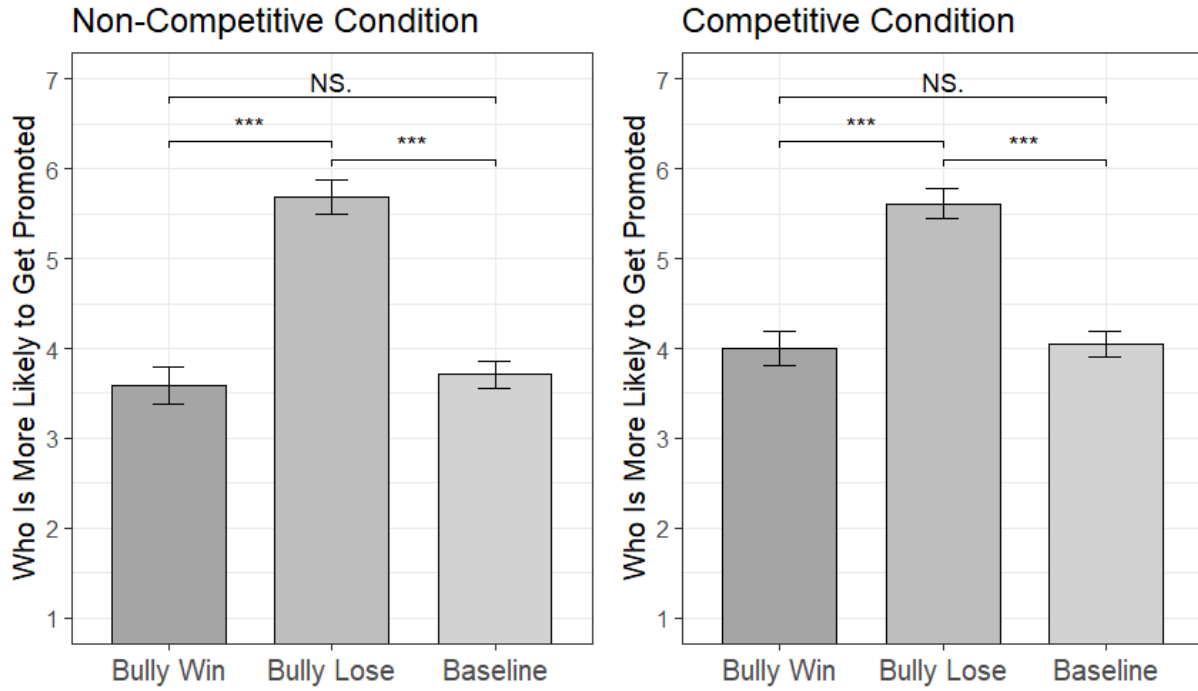 Non-Competitive Condition
Who Is More Likely to Get Promoted
7
6
5
4
3
2
1
NS.
***
***
Bully Win
Bully Lose
Baseline
Competitive Condition
Who Is More Likely to Get Promoted
7
6
5
4
3
2
1
NS.
***
***
Bully Win
Bully Lose
Baseline